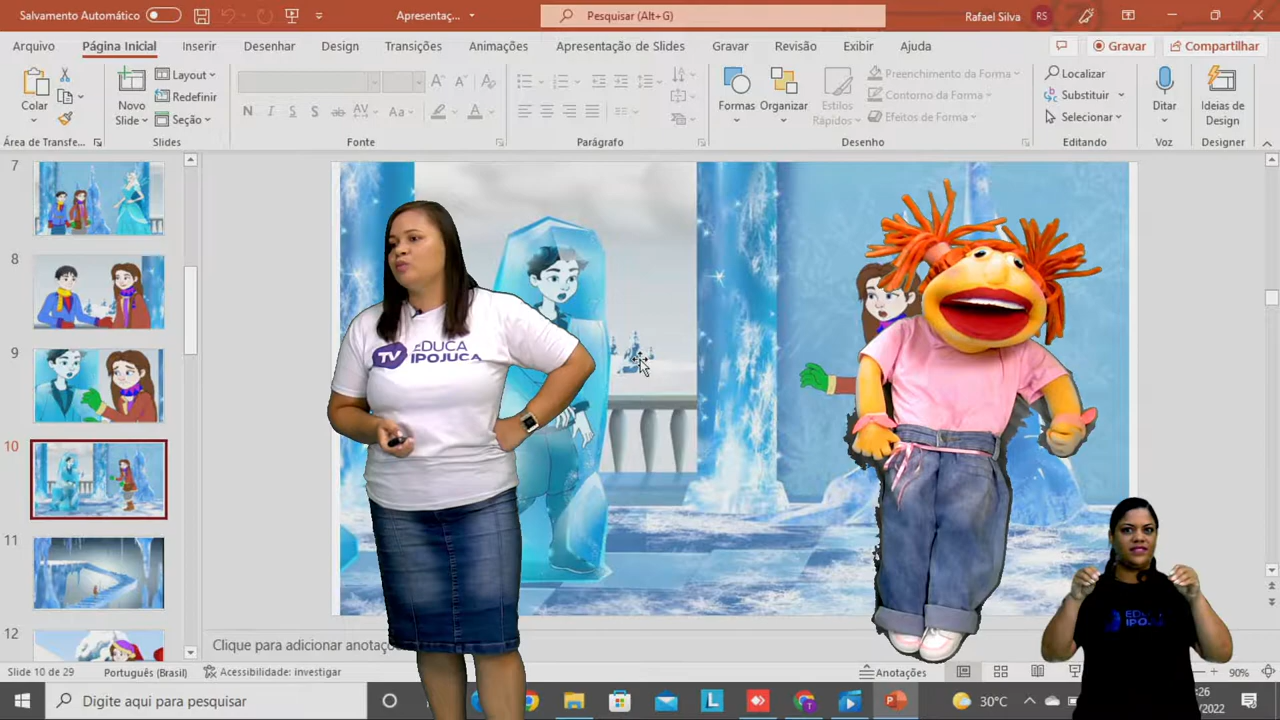 Salvamento Automático
Apresentaç...
Pesquisar (Alt+G)
Rafael Silva
RS
Arquivo
Página Inicial
Inserir
Desenhar
Design
Transições
Animações
Apresentação de Slides
Gravar
Revisão
Exibir
Ajuda
Gravar
Compartilhar
Colar
Novo
Slide
Layout
Redefinir
Seção
N
I
S
S
ab
AV
Aa
A
Formas
Organizar
Estilos
Rápidos
Preenchimento da Forma
Contorno da Forma
Efeitos de Forma
Localizar
Substituir
Selecionar
Ditar
Ideias de
Design
Área de Transfe...
Slides
Fonte
Parágrafo
Desenho
Editando
Voz
Designer
7
8
9
10
11
12
TV
EDUCA
IPOJUCA
Clique para adicionar anotaç
Slide 10 de 29
Português (Brasil)
Acessibilidade: investigar
Anotações
90%
Digite aqui para pesquisar
L
30°C